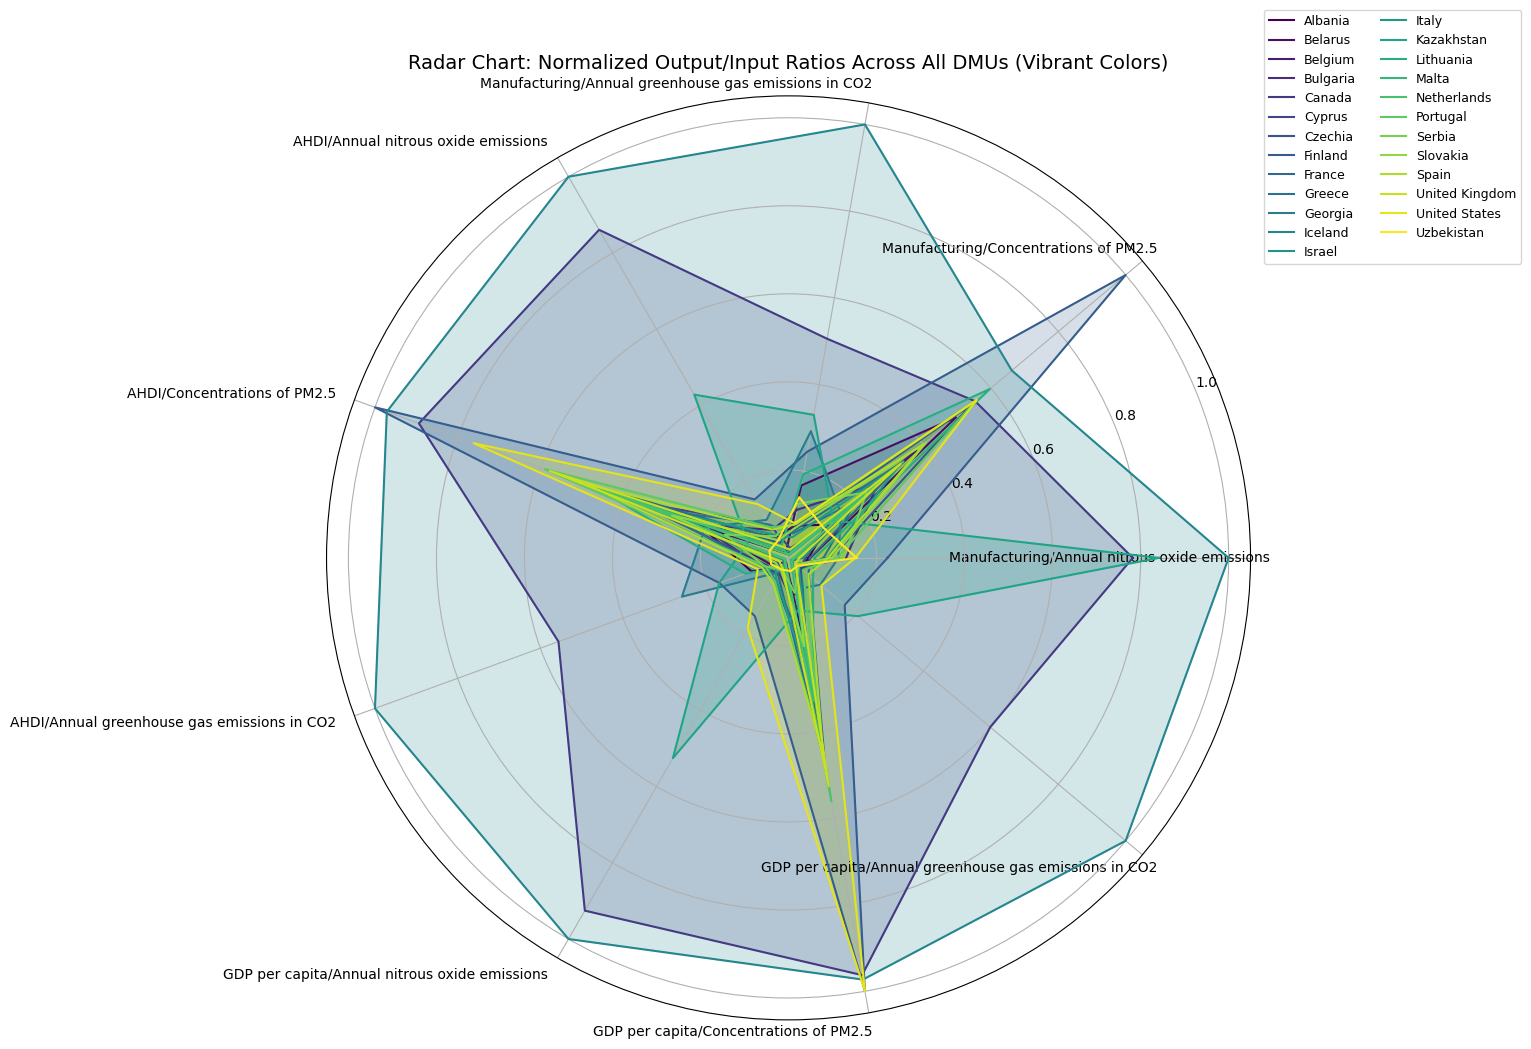 Radar Chart: Normalized Output/Input Ratios Across All DMUs (Vibrant Colors)
Manufacturing/Annual greenhouse gas emissions in CO2
AHDI/Annual nitrous oxide emissions
Manufacturing/Concentrations of PM2.5
AHDI/Concentrations of PM2.5
1.0
0.8
0.6
0.4
0.2
Manufacturing/Annual nitrous oxide emissions
AHDI/Annual greenhouse gas emissions in CO2
GDP per capita/Annual greenhouse gas emissions in CO2
GDP per capita/Annual nitrous oxide emissions
GDP per capita/Concentrations of PM2.5
Albania
Belarus
Belgium
Bulgaria
Canada
Cyprus
Czechia
Finland
France
Greece
Georgia
Iceland
Israel
Italy
Kazakhstan
Lithuania
Malta
Netherlands
Portugal
Serbia
Slovakia
Spain
United Kingdom
United States
Uzbekistan